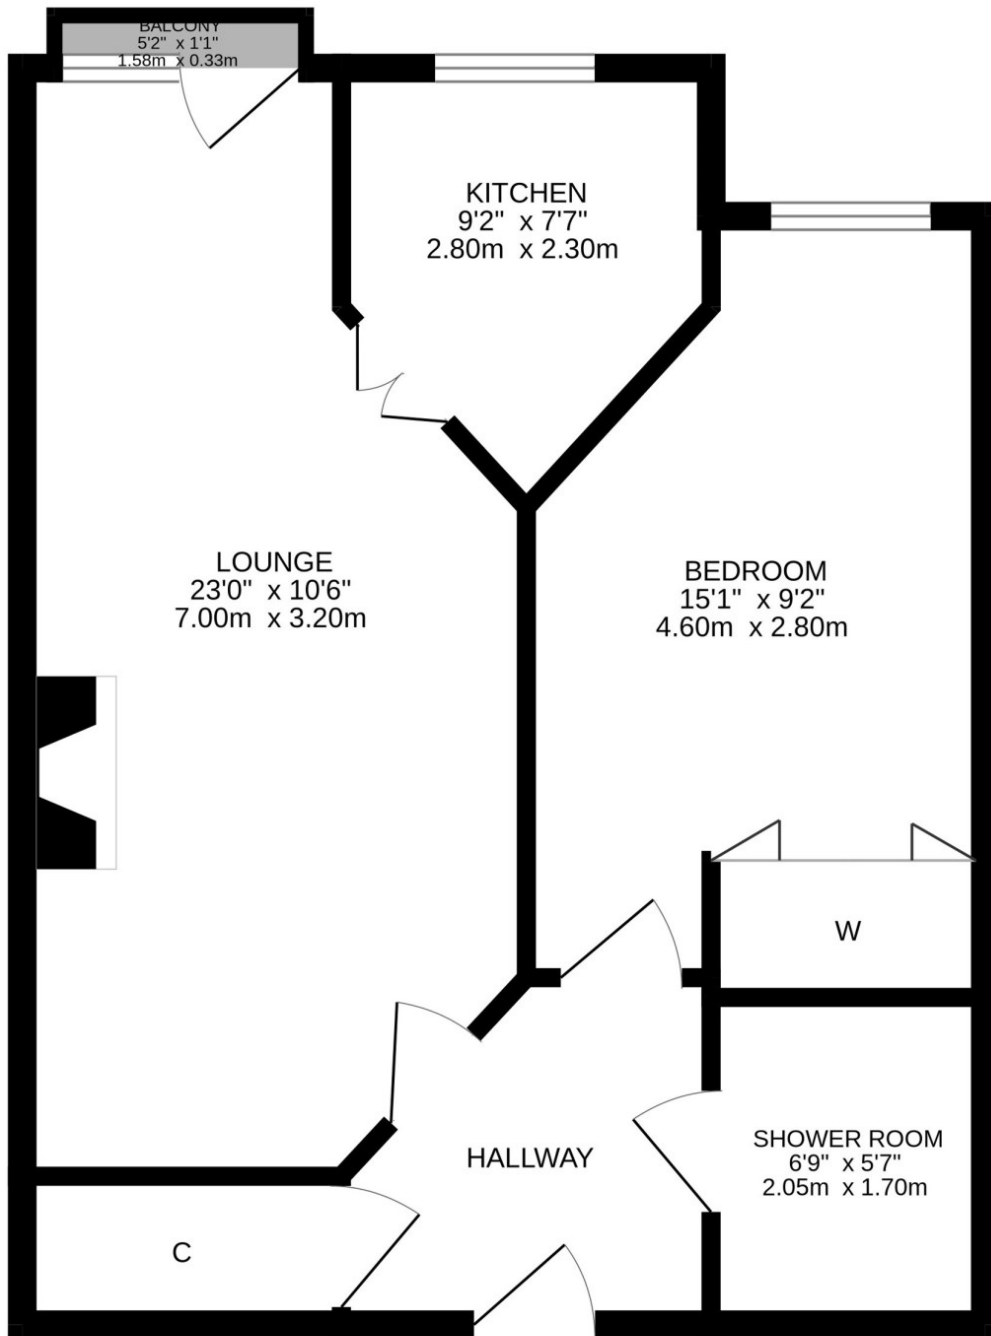 BALCONY
5'2" x 1'1"
1.58m x 0.33m
KITCHEN
9'2" x 7'7"
2.80m x 2.30m
LOUNGE
23'0" x 10'6"
7.00m x 3.20m
BEDROOM
15'1" x 9'2"
4.60m x 2.80m
W
HALLWAY
SHOWER ROOM
6'9" x 5'7"
2.05m x 1.70m
C